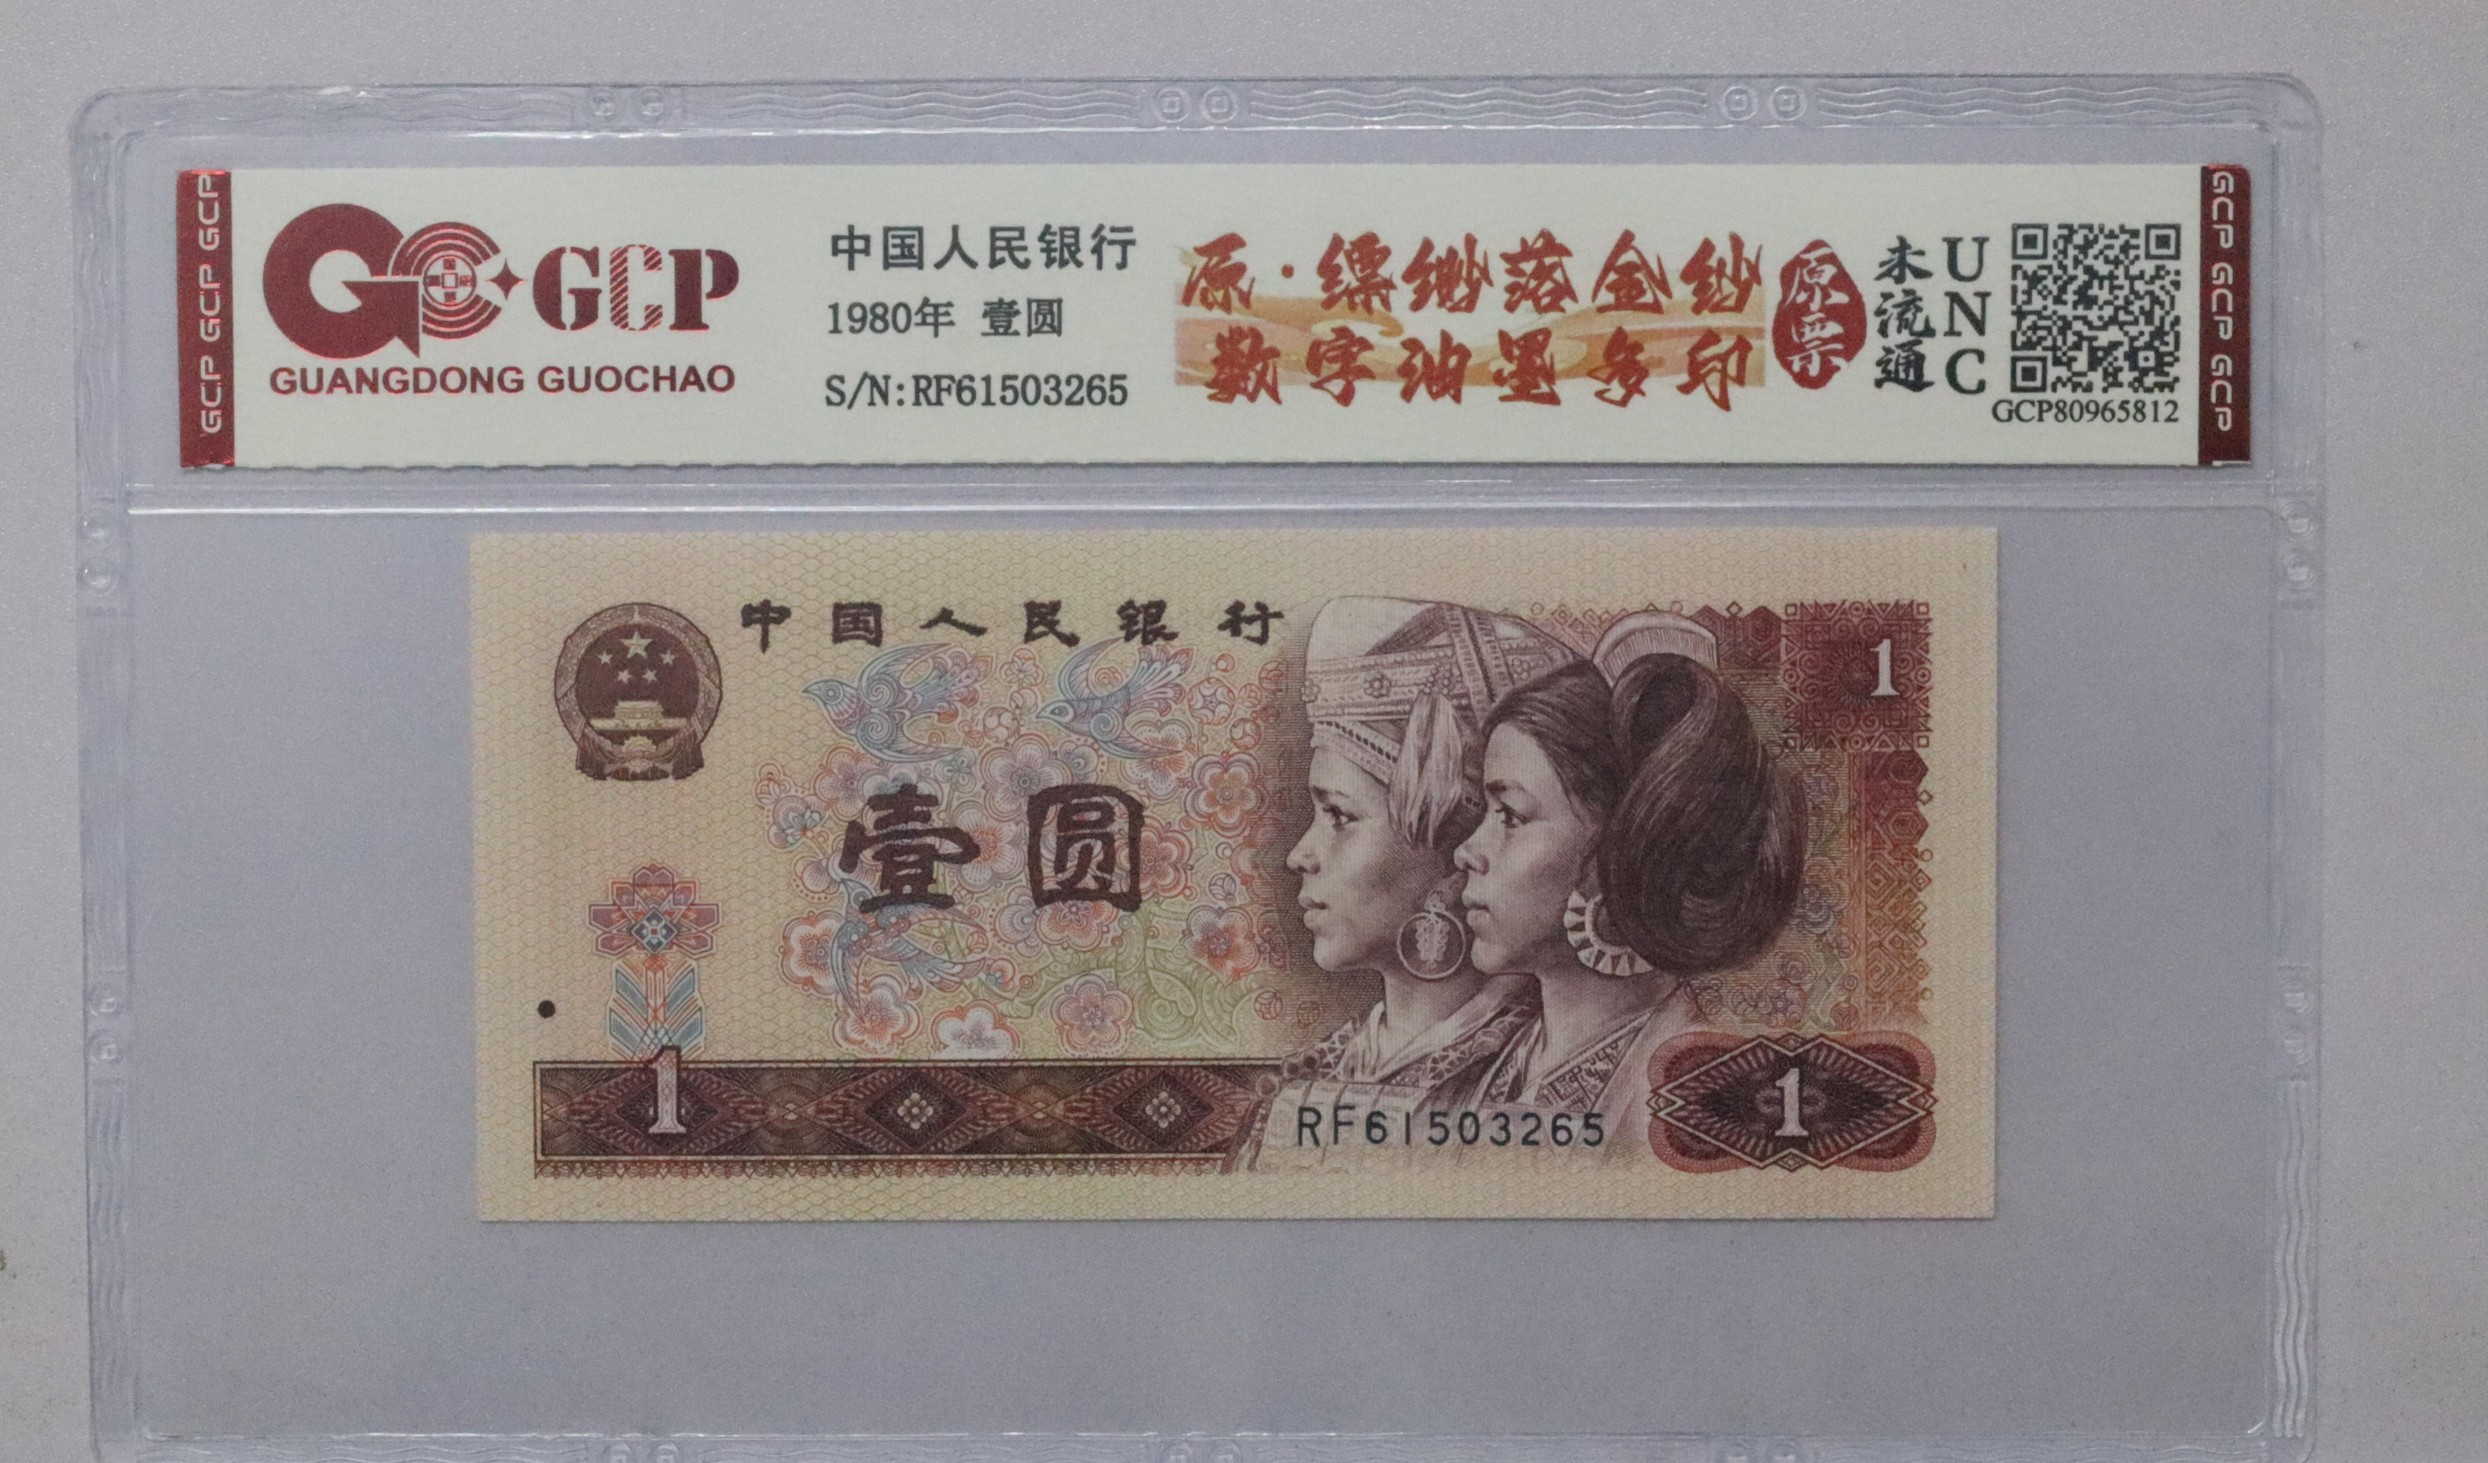 GCP GCP GCP
GCP
GUANGDONG GUOCHAO
中国人民银行
1980年 壹圆
S/N:RF61503265
原·缥缈落金纱
数字油墨多印
原票
未流通
UNC
GCP80965812
GCP GCP GCP
中国人民银行
1
壹圆
1
RF61503265
1